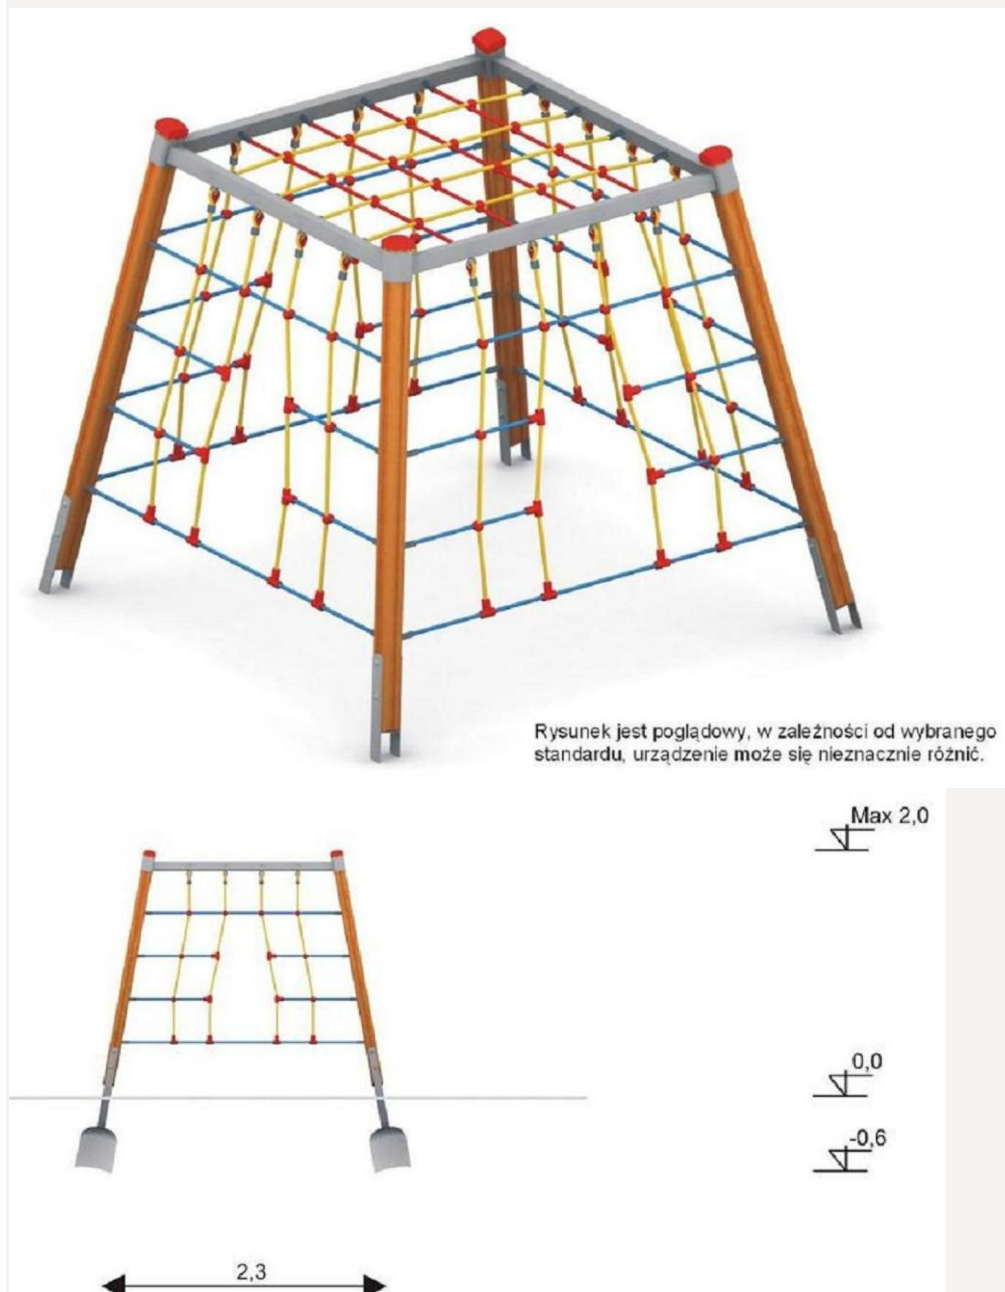 Rysunek jest poglądowy, w zależności od wybranego
standardu, urządzenie może się nieznacznie różnić.
Max 2,0
0,0
-0,6
2,3